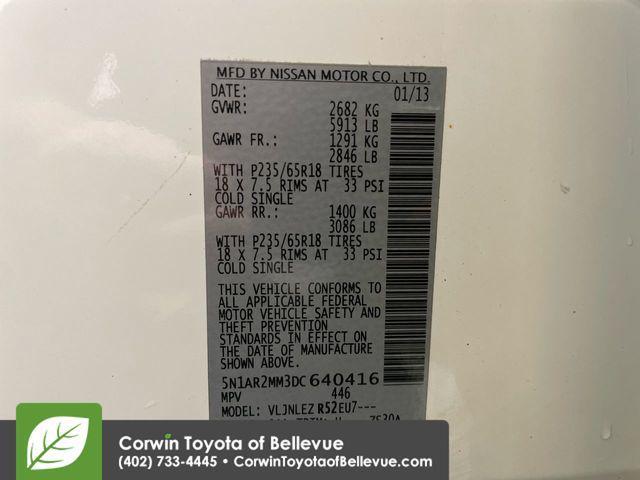 MFD BY NISSAN MOTOR CO., LTD.
DATE: 01/13
GVWR: 2682 KG
5913 LB
GAWR FR.: 1291 KG
2846 LB
WITH P235/65R18 TIRES
18 X 7.5 RIMS AT 33 PSI
COLD SINGLE
GAWR RR.: 1400 KG
3086 LB
WITH P235/65R18 TIRES
18 X 7.5 RIMS AT 33 PSI
COLD SINGLE
THIS VEHICLE CONFORMS TO
ALL APPLICABLE FEDERAL
MOTOR VEHICLE SAFETY AND
THEFT PREVENTION
STANDARDS IN EFFECT ON
THE DATE OF MANUFACTURE
SHOWN ABOVE.
5N1AR2MM3DC640416
MPV 446
MODEL: VLJNLEZ R52EU7---
Corwin Toyota of Bellevue
(402) 733-4445 - CorwinToyotaofBellevue.com